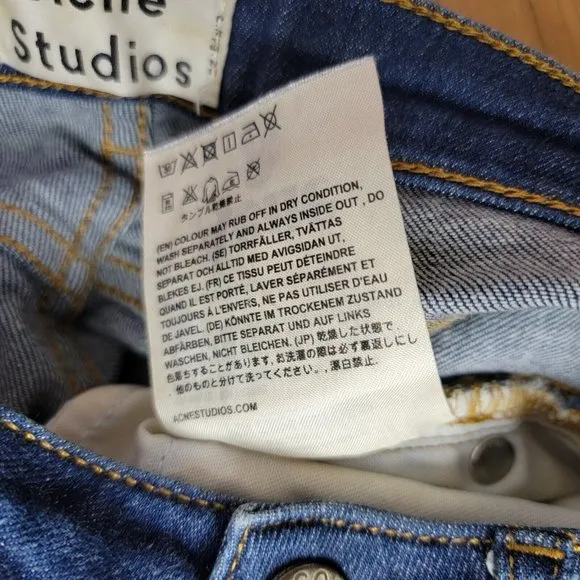 Studios
タンブル乾燥禁止
(EN) COLOUR MAY RUB OFF IN DRY CONDITION,
WASH SEPARATELY AND ALWAYS INSIDE OUT , DO
NOT BLEACH. (SE) TORRFÄLLER, TVÄTTAS
SEPARAT OCH ALLTID MED AVIGSIDAN UT,
BLEKES EJ. (FR) CE TISSU PEUT DÉTEINDRE
QUAND IL EST PORTÉ, LAVER SÉPARÉMENT ET
TOUJOURS À L'ENVERS, NE PAS UTILISER D'EAU
DE JAVEL. (DE) KÖNNTE IM TROCKENEM ZUSTAND
ABFÄRBEN, BITTE SEPARAT UND AUF LINKS
WASCHEN, NICHT BLEICHEN. (JP) 乾燥した状態で
色落ちすることがあります. お洗濯の際は必ず裏返しにし
, 他のものと分けて洗ってください. , 漂白禁止.
ACNESTUDIOS.COM